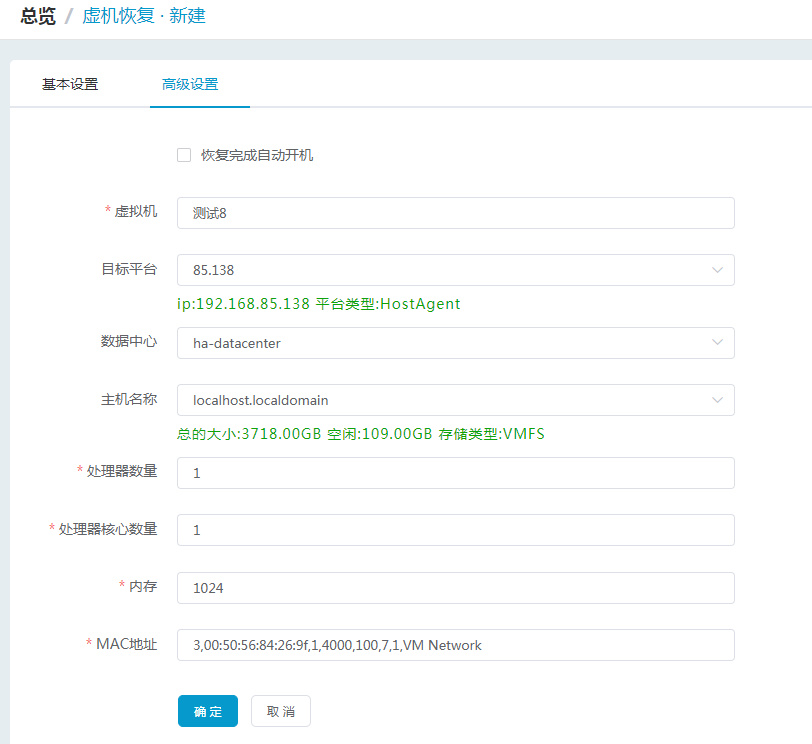 总览 / 虚机恢复 · 新建
基本设置 高级设置
恢复完成自动开机
* 虚拟机 测试8
目标平台 85.138
ip:192.168.85.138 平台类型:HostAgent
数据中心 ha-datacenter
主机名称 localhost.localdomain
总的大小:3718.00GB 空闲:109.00GB 存储类型:VMFS
* 处理器数量 1
* 处理器核心数量 1
* 内存 1024
* MAC地址 3,00:50:56:84:26:9f,1,4000,100,7,1,VM Network
确 定 取 消